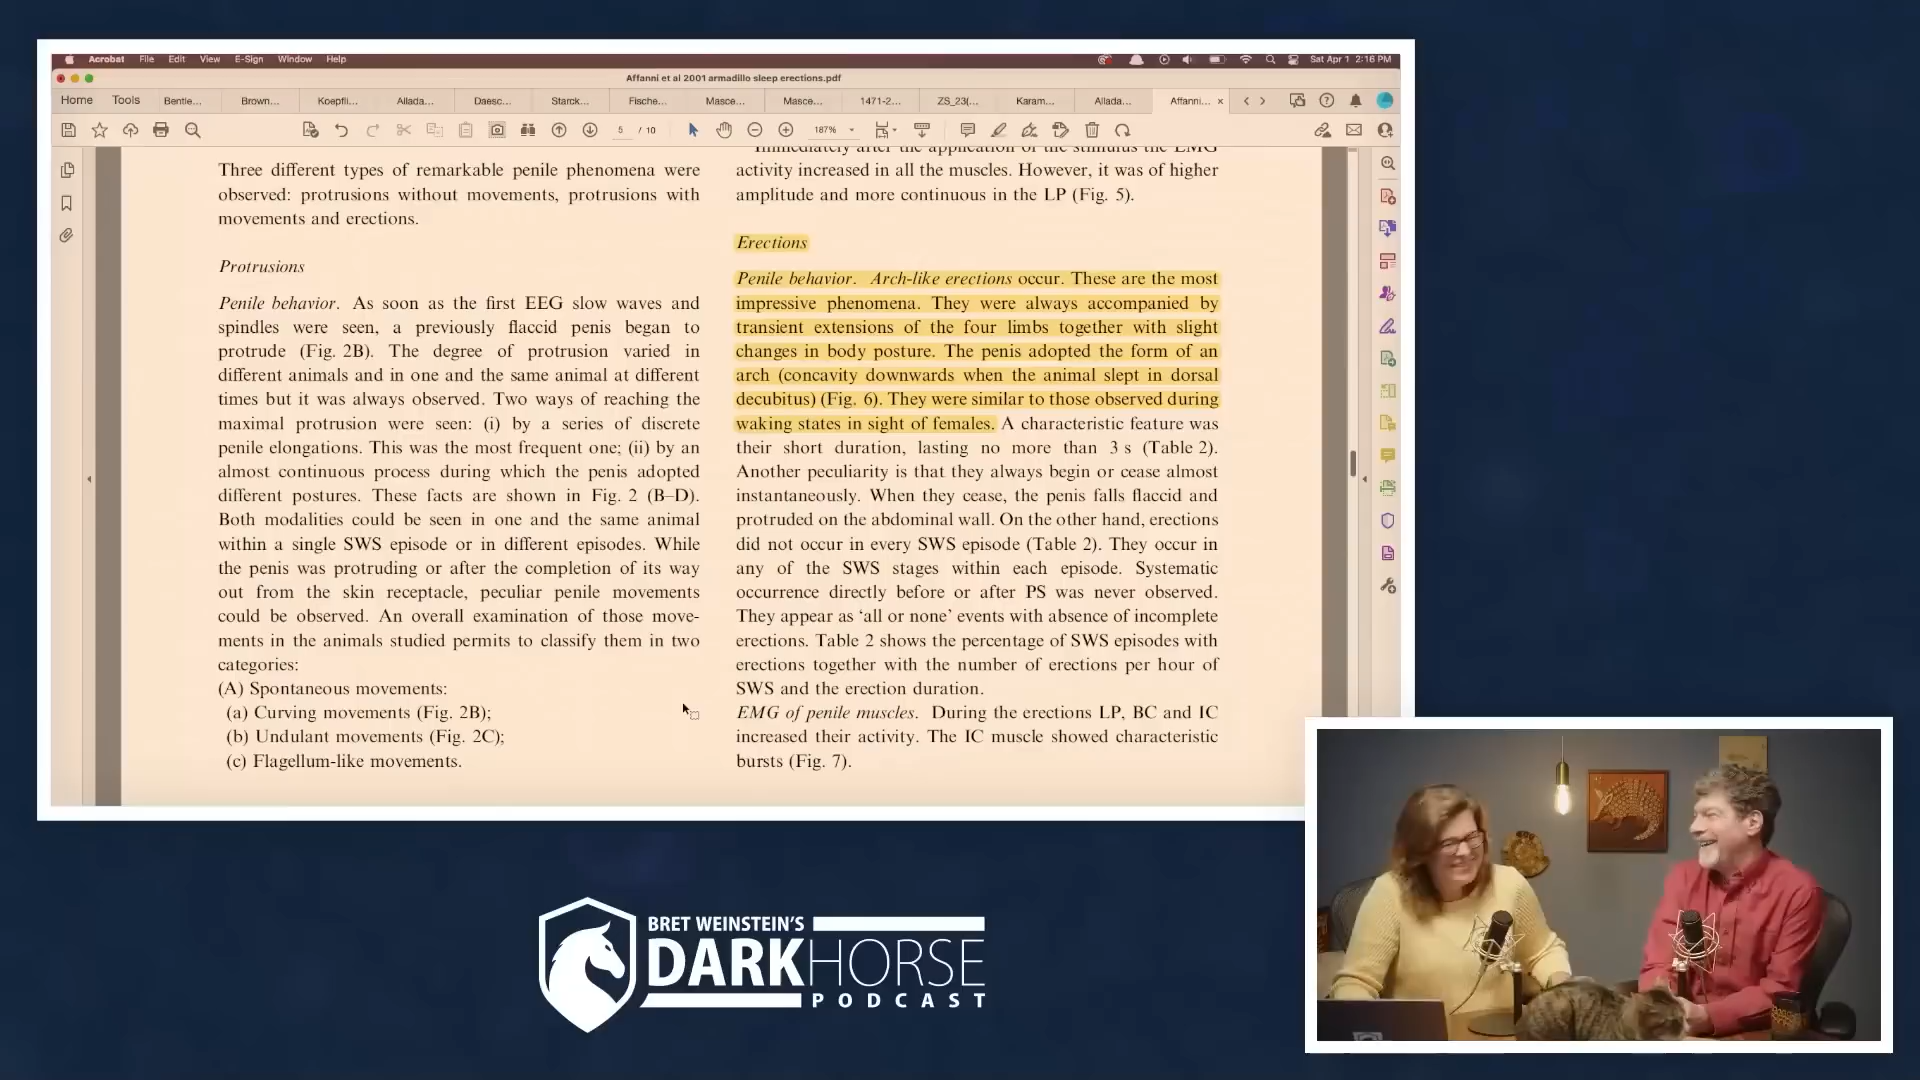 Acrobat File Edit View E-Sign Window Help
Sat Apr 1 2:16 PM
Affanni et al 2001 armadillo sleep erections.pdf
Home Tools Bentle... Brown... Koepfli... Allada... Daesc... Starck... Fische... Masce... Masce... 1471-2... ZS_23(... Karam... Allada... Affanni... ×
5 / 10
187%
Three different types of remarkable penile phenomena were
observed: protrusions without movements, protrusions with
movements and erections.
Protrusions
Penile behavior. As soon as the first EEG slow waves and
spindles were seen, a previously flaccid penis began to
protrude (Fig. 2B). The degree of protrusion varied in
different animals and in one and the same animal at different
times but it was always observed. Two ways of reaching the
maximal protrusion were seen: (i) by a series of discrete
penile elongations. This was the most frequent one; (ii) by an
almost continuous process during which the penis adopted
different postures. These facts are shown in Fig. 2 (B–D).
Both modalities could be seen in one and the same animal
within a single SWS episode or in different episodes. While
the penis was protruding or after the completion of its way
out from the skin receptacle, peculiar penile movements
could be observed. An overall examination of those move-
ments in the animals studied permits to classify them in two
categories:
(A) Spontaneous movements:
(a) Curving movements (Fig. 2B);
(b) Undulant movements (Fig. 2C);
(c) Flagellum-like movements.
Immediately after the application of the stimulus the EMG
activity increased in all the muscles. However, it was of higher
amplitude and more continuous in the LP (Fig. 5).
Erections
Penile behavior. Arch-like erections occur. These are the most
impressive phenomena. They were always accompanied by
transient extensions of the four limbs together with slight
changes in body posture. The penis adopted the form of an
arch (concavity downwards when the animal slept in dorsal
decubitus) (Fig. 6). They were similar to those observed during
waking states in sight of females. A characteristic feature was
their short duration, lasting no more than 3 s (Table 2).
Another peculiarity is that they always begin or cease almost
instantaneously. When they cease, the penis falls flaccid and
protruded on the abdominal wall. On the other hand, erections
did not occur in every SWS episode (Table 2). They occur in
any of the SWS stages within each episode. Systematic
occurrence directly before or after PS was never observed.
They appear as ‘all or none’ events with absence of incomplete
erections. Table 2 shows the percentage of SWS episodes with
erections together with the number of erections per hour of
SWS and the erection duration.
EMG of penile muscles. During the erections LP, BC and IC
increased their activity. The IC muscle showed characteristic
bursts (Fig. 7).
BRET WEINSTEIN'S
DARKHORSE
PODCAST